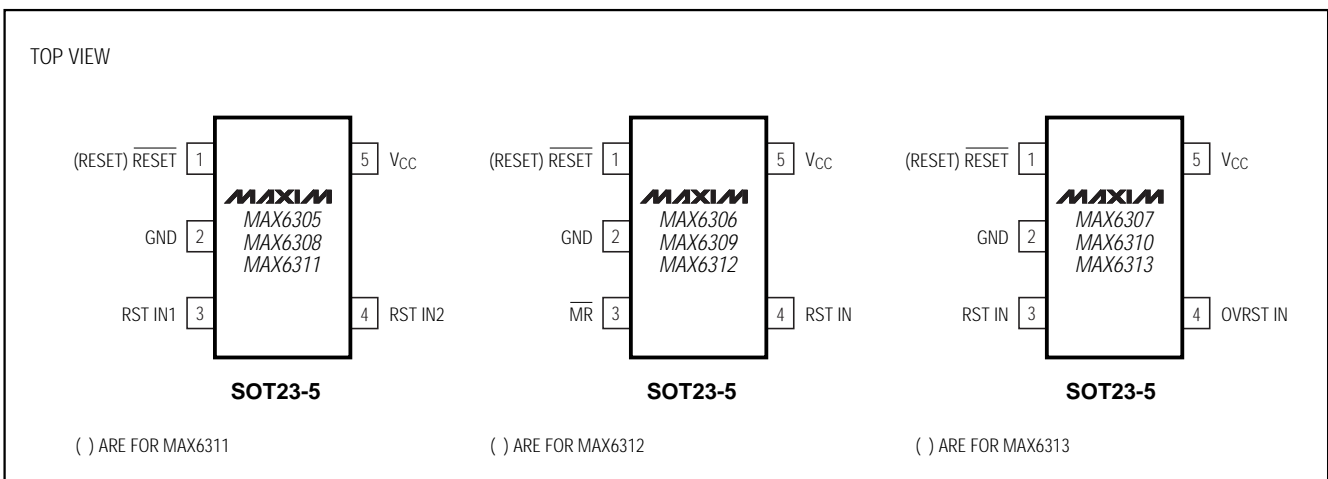 TOP VIEW
(RESET) RESET 1
5 VCC
MAXIM
MAX6305
MAX6308
MAX6311
GND 2
RST IN1 3
4 RST IN2
SOT23-5
( ) ARE FOR MAX6311
(RESET) RESET 1
5 VCC
MAXIM
MAX6306
MAX6309
MAX6312
GND 2
MR 3
4 RST IN
SOT23-5
( ) ARE FOR MAX6312
(RESET) RESET 1
5 VCC
MAXIM
MAX6307
MAX6310
MAX6313
GND 2
RST IN 3
4 OVRST IN
SOT23-5
( ) ARE FOR MAX6313